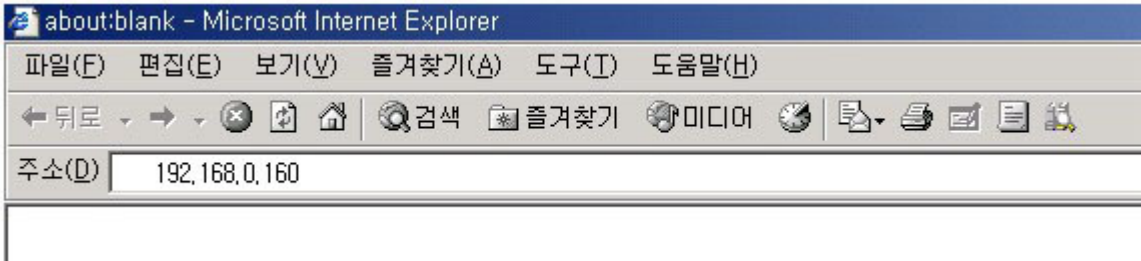 about:blank - Microsoft Internet Explorer
파일(F) 편집(E) 보기(V) 즐겨찾기(A) 도구(T) 도움말(H)
뒤로 검색 즐겨찾기 미디어
주소(D) 192,168,0,160